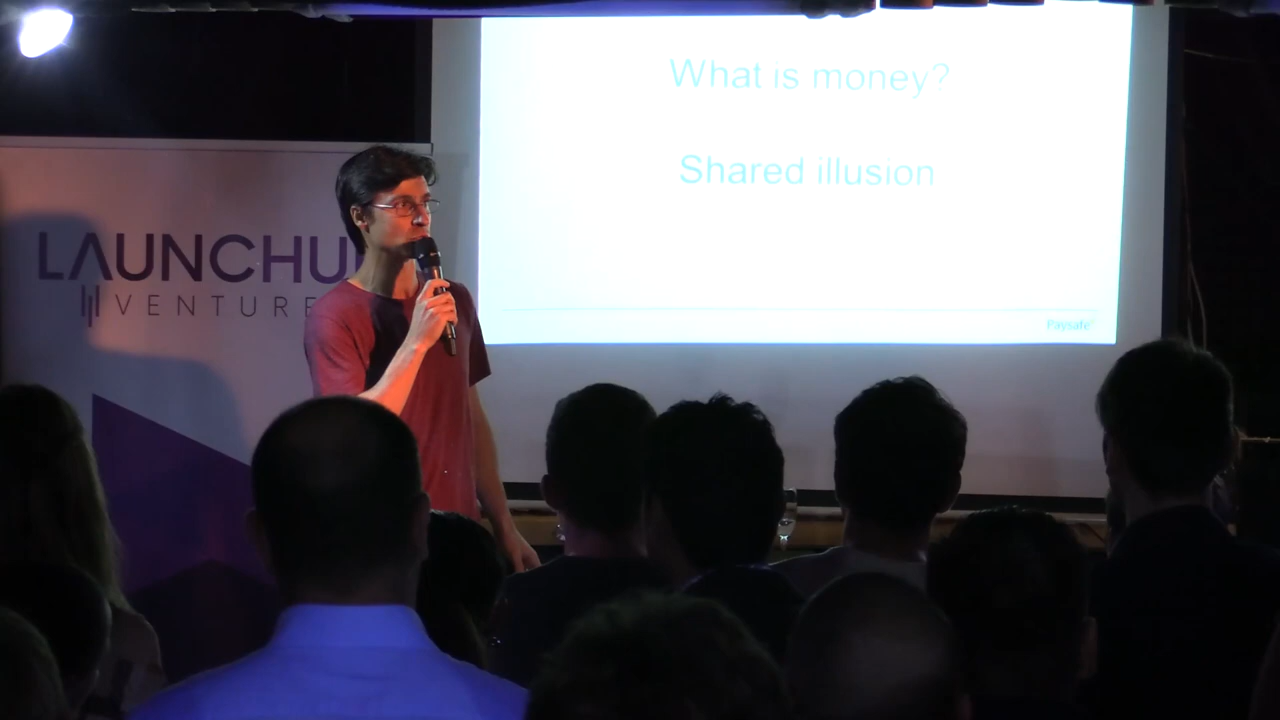 What is money?
Shared illusion
Paysafe
LAUNCHU
VENTURE